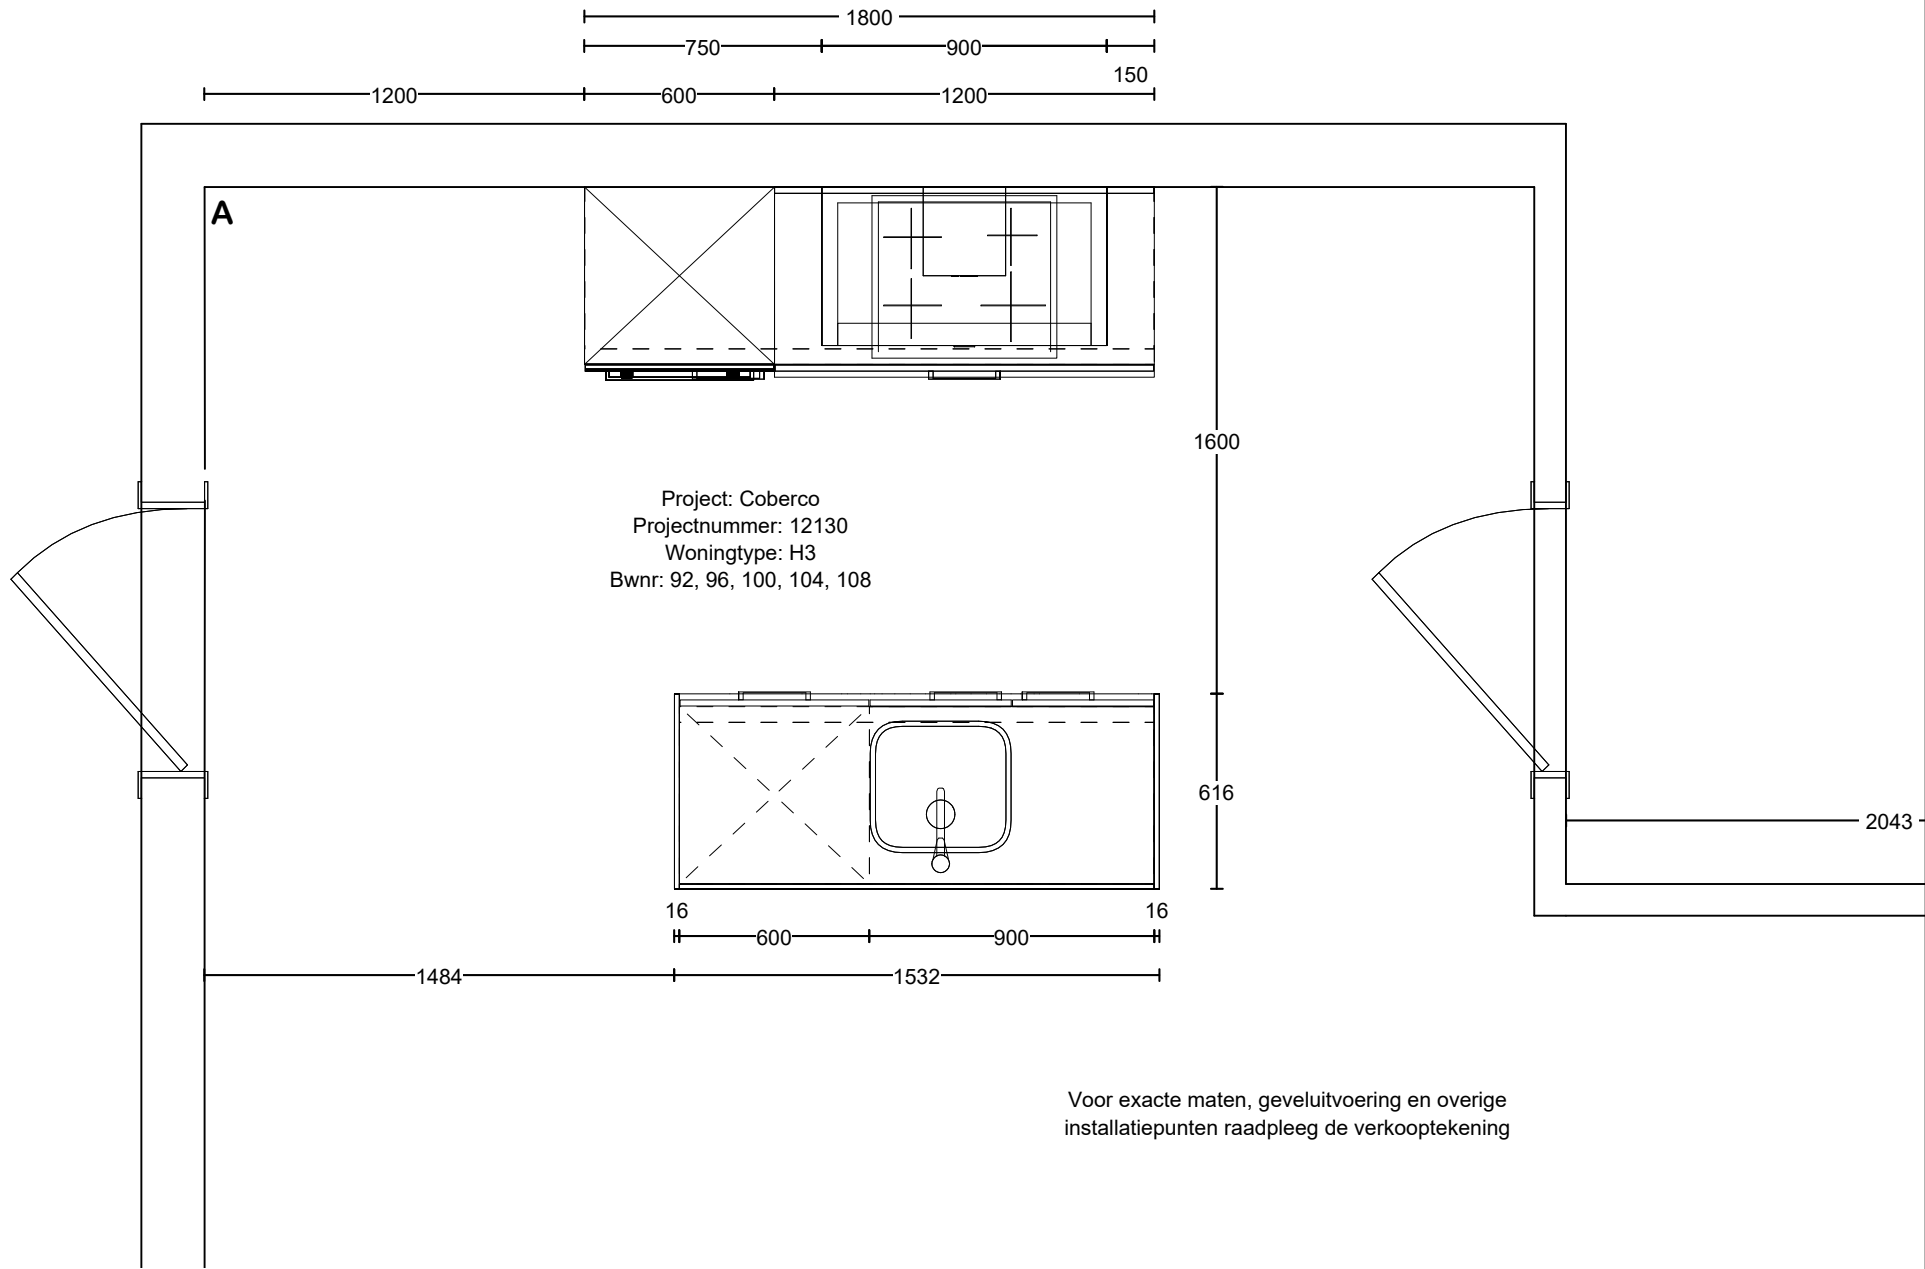 1800
750 900
150
1200 600 1200
A
1600
Project: Coberco
Projectnummer: 12130
Woningtype: H3
Bwnr: 92, 96, 100, 104, 108
616
2043
16 16
600 900
1484 1532
Voor exacte maten, geveluitvoering en overige
installatiepunten raadpleeg de verkooptekening